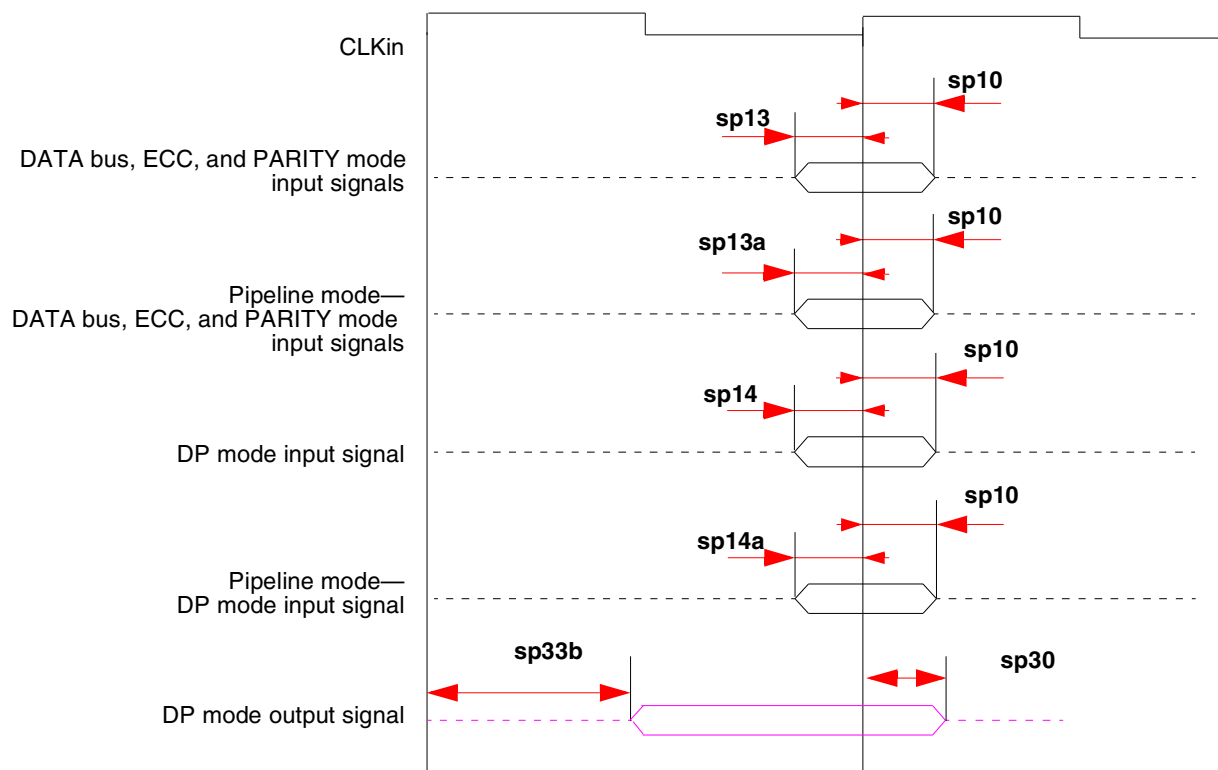 CLKin
sp10
sp13
DATA bus, ECC, and PARITY mode
input signals
sp10
sp13a
Pipeline mode—
DATA bus, ECC, and PARITY mode
input signals
sp10
sp14
DP mode input signal
sp10
sp14a
Pipeline mode—
DP mode input signal
sp33b
sp30
DP mode output signal